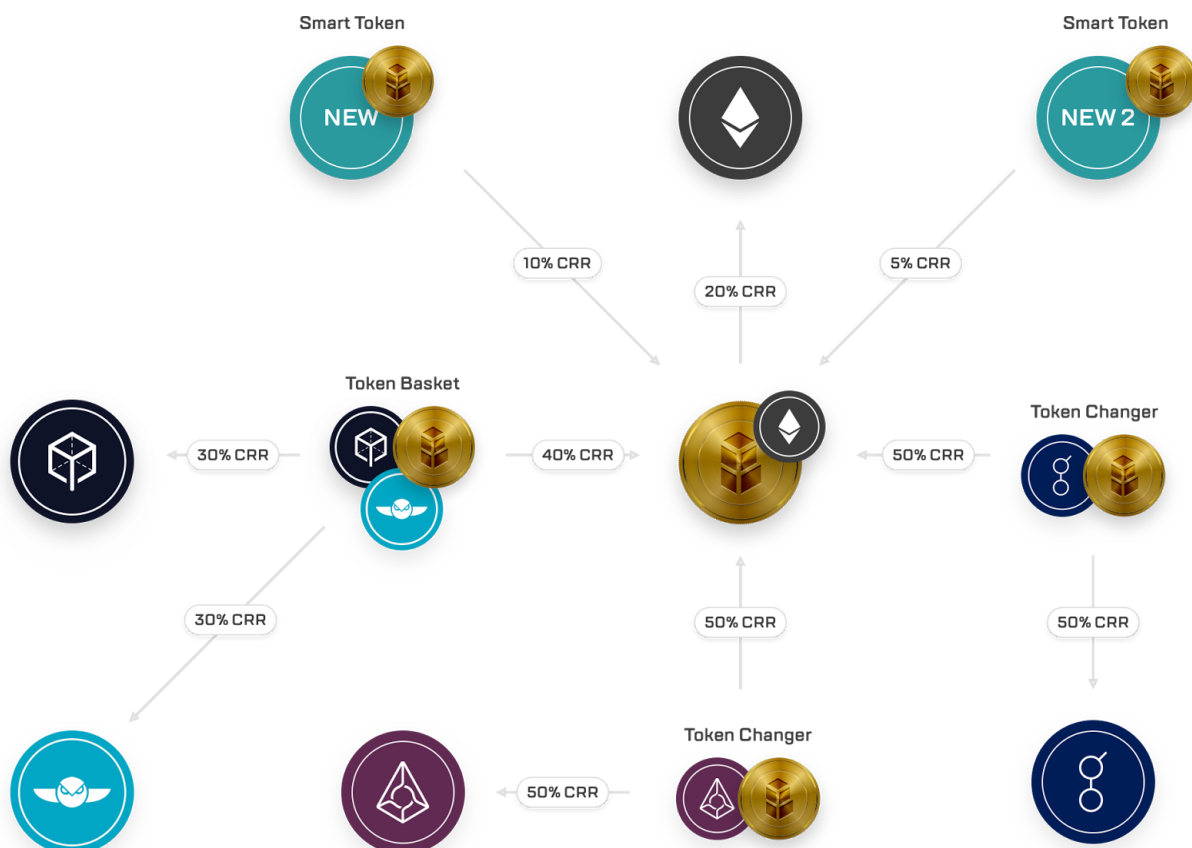 Smart Token
Smart Token
NEW
NEW 2
10% CRR
5% CRR
20% CRR
Token Basket
Token Changer
30% CRR
40% CRR
50% CRR
30% CRR
50% CRR
50% CRR
Token Changer
50% CRR